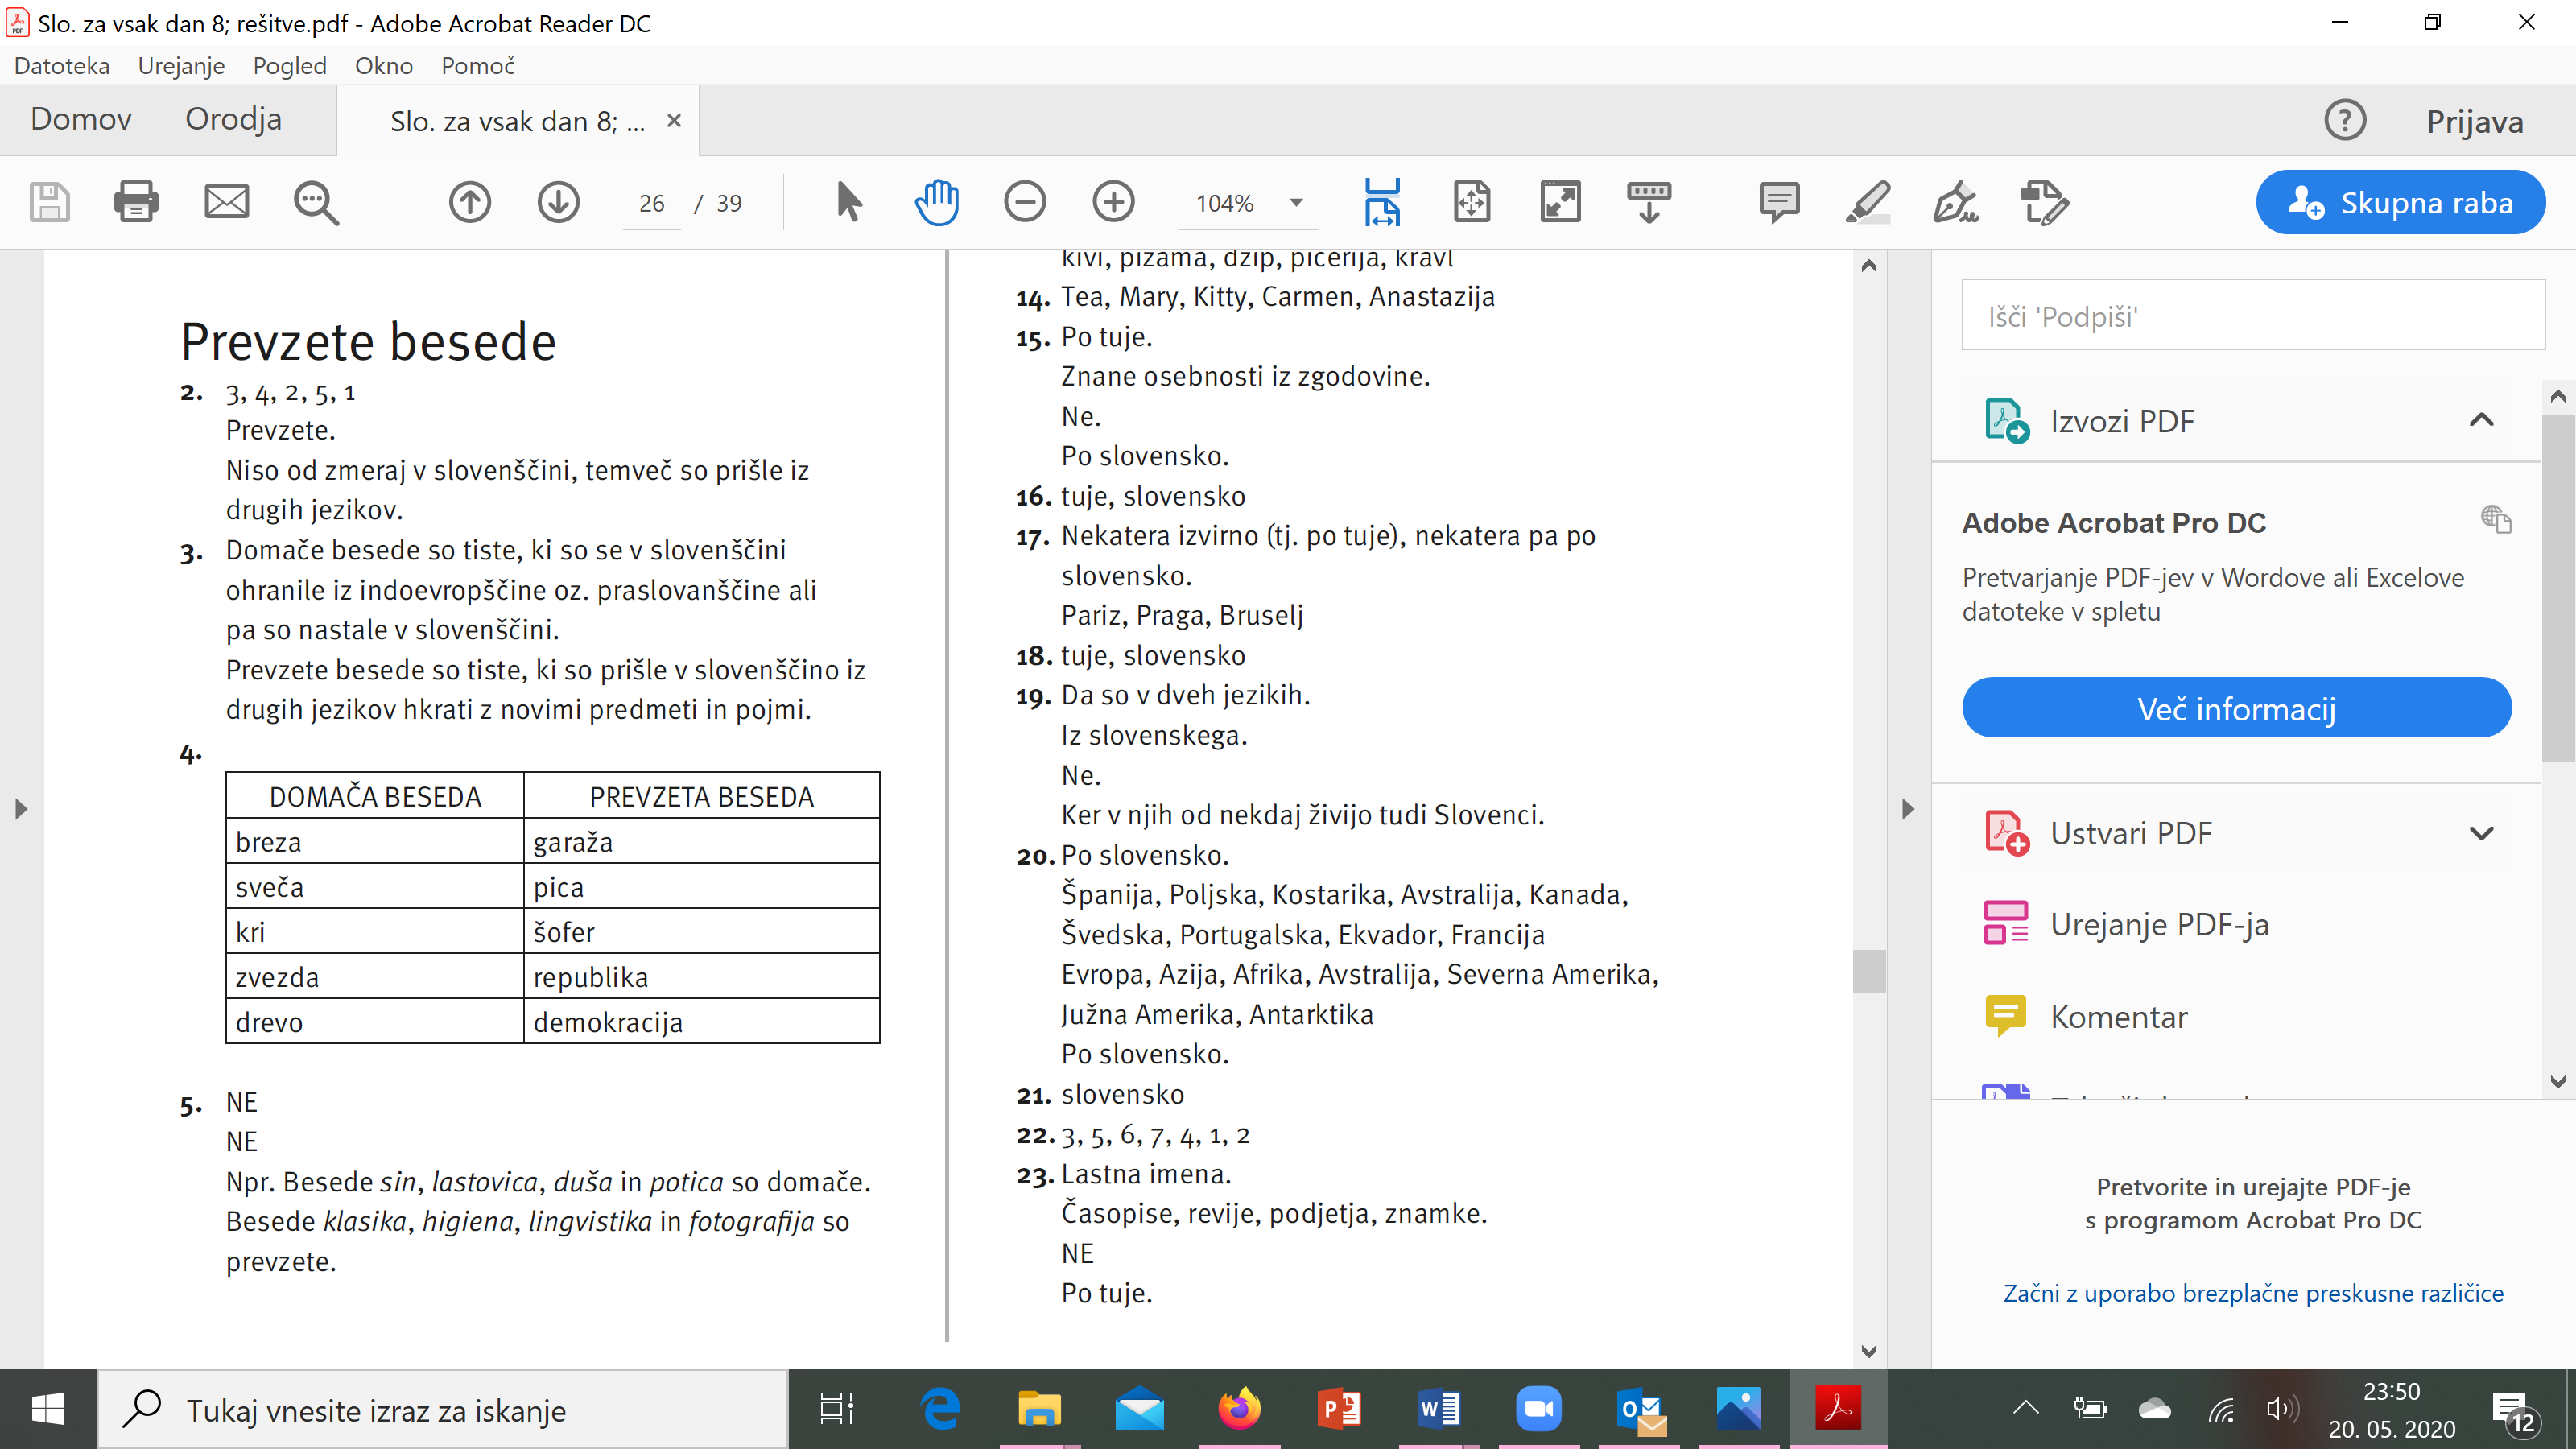 Slo. za vsak dan 8; rešitve.pdf - Adobe Acrobat Reader DC
Datoteka Urejanje Pogled Okno Pomoč
Domov Orodja Slo. za vsak dan 8; ... Prijava
26 / 39 104% Skupna raba
Prevzete besede
2. 3, 4, 2, 5, 1
Prevzete.
Niso od zmeraj v slovenščini, temveč so prišle iz
drugih jezikov.
3. Domače besede so tiste, ki so se v slovenščini
ohranile iz indoevropščine oz. praslovanščine ali
pa so nastale v slovenščini.
Prevzete besede so tiste, ki so prišle v slovenščino iz
drugih jezikov hkrati z novimi predmeti in pojmi.
4.
DOMAČA BESEDA PREVZETA BESEDA
breza garaža
sveča pica
kri šofer
zvezda republika
drevo demokracija
5. NE
NE
Npr. Besede sin, lastovica, duša in potica so domače.
Besede klasika, higiena, lingvistika in fotografija so
prevzete.
kivi, pižama, džip, picerija, kravl
14. Tea, Mary, Kitty, Carmen, Anastazija
15. Po tuje.
Znane osebnosti iz zgodovine.
Ne.
Po slovensko.
16. tuje, slovensko
17. Nekatera izvirno (tj. po tuje), nekatera pa po
slovensko.
Pariz, Praga, Bruselj
18. tuje, slovensko
19. Da so v dveh jezikih.
Iz slovenskega.
Ne.
Ker v njih od nekdaj živijo tudi Slovenci.
20. Po slovensko.
Španija, Poljska, Kostarika, Avstralija, Kanada,
Švedska, Portugalska, Ekvador, Francija
Evropa, Azija, Afrika, Avstralija, Severna Amerika,
Južna Amerika, Antarktika
Po slovensko.
21. slovensko
22. 3, 5, 6, 7, 4, 1, 2
23. Lastna imena.
Časopise, revije, podjetja, znamke.
NE
Po tuje.
Išči 'Podpiši'
Izvozi PDF
Adobe Acrobat Pro DC
Pretvarjanje PDF-jev v Wordove ali Excelove
datoteke v spletu
Več informacij
Ustvari PDF
Urejanje PDF-ja
Komentar
Pretvorite in urejajte PDF-je
s programom Acrobat Pro DC
Začni z uporabo brezplačne preskusne različice
Tukaj vnesite izraz za iskanje
23:50
20. 05. 2020
12